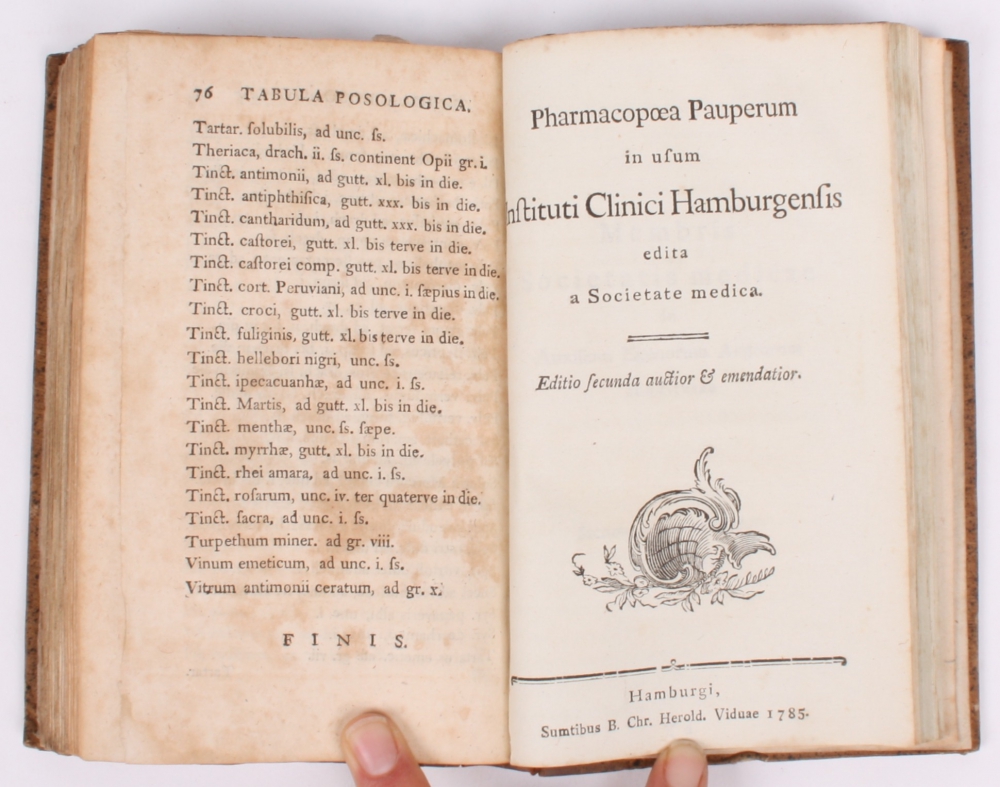 76 TABULA POSOLOGICA.
Tartar. ſolubilis, ad unc. ſs.
Theriaca, drach. ii. ſs. continent Opii gr. i.
Tinct. antimonii, ad gutt. xl. bis in die.
Tinct. antiphthiſica, gutt. xxx. bis in die.
Tinct. cantharidum, ad gutt. xxx. bis in die.
Tinct. caſtorei, gutt. xl. bis terve in die.
Tinct. caſtorei comp. gutt. xl. bis terve in die.
Tinct. cort. Peruviani, ad unc. i. ſæpius in die.
Tinct. croci, gutt. xl. bis terve in die.
Tinct. fuliginis, gutt. xl. bis terve in die.
Tinct. hellebori nigri, unc. ſs.
Tinct. ipecacuanhæ, ad unc. i. ſs.
Tinct. Martis, ad gutt. xl. bis in die.
Tinct. menthæ, unc. ſs. ſæpe.
Tinct. myrrhæ, gutt. xl. bis in die.
Tinct. rhei amara, ad unc. i. ſs.
Tinct. roſarum, unc. iv. ter quaterve in die.
Tinct. ſacra, ad unc. i. ſs.
Turpethum miner. ad gr. viii.
Vinum emeticum, ad unc. i. ſs.
Vitrum antimonii ceratum, ad gr. x.
FINIS.
Pharmacopœa Pauperum
in uſum
Inſtituti Clinici Hamburgenſis
edita
a Societate medica.
Editio ſecunda auctior & emendatior.
Hamburgi,
Sumtibus B. Chr. Herold. Viduae 1785.